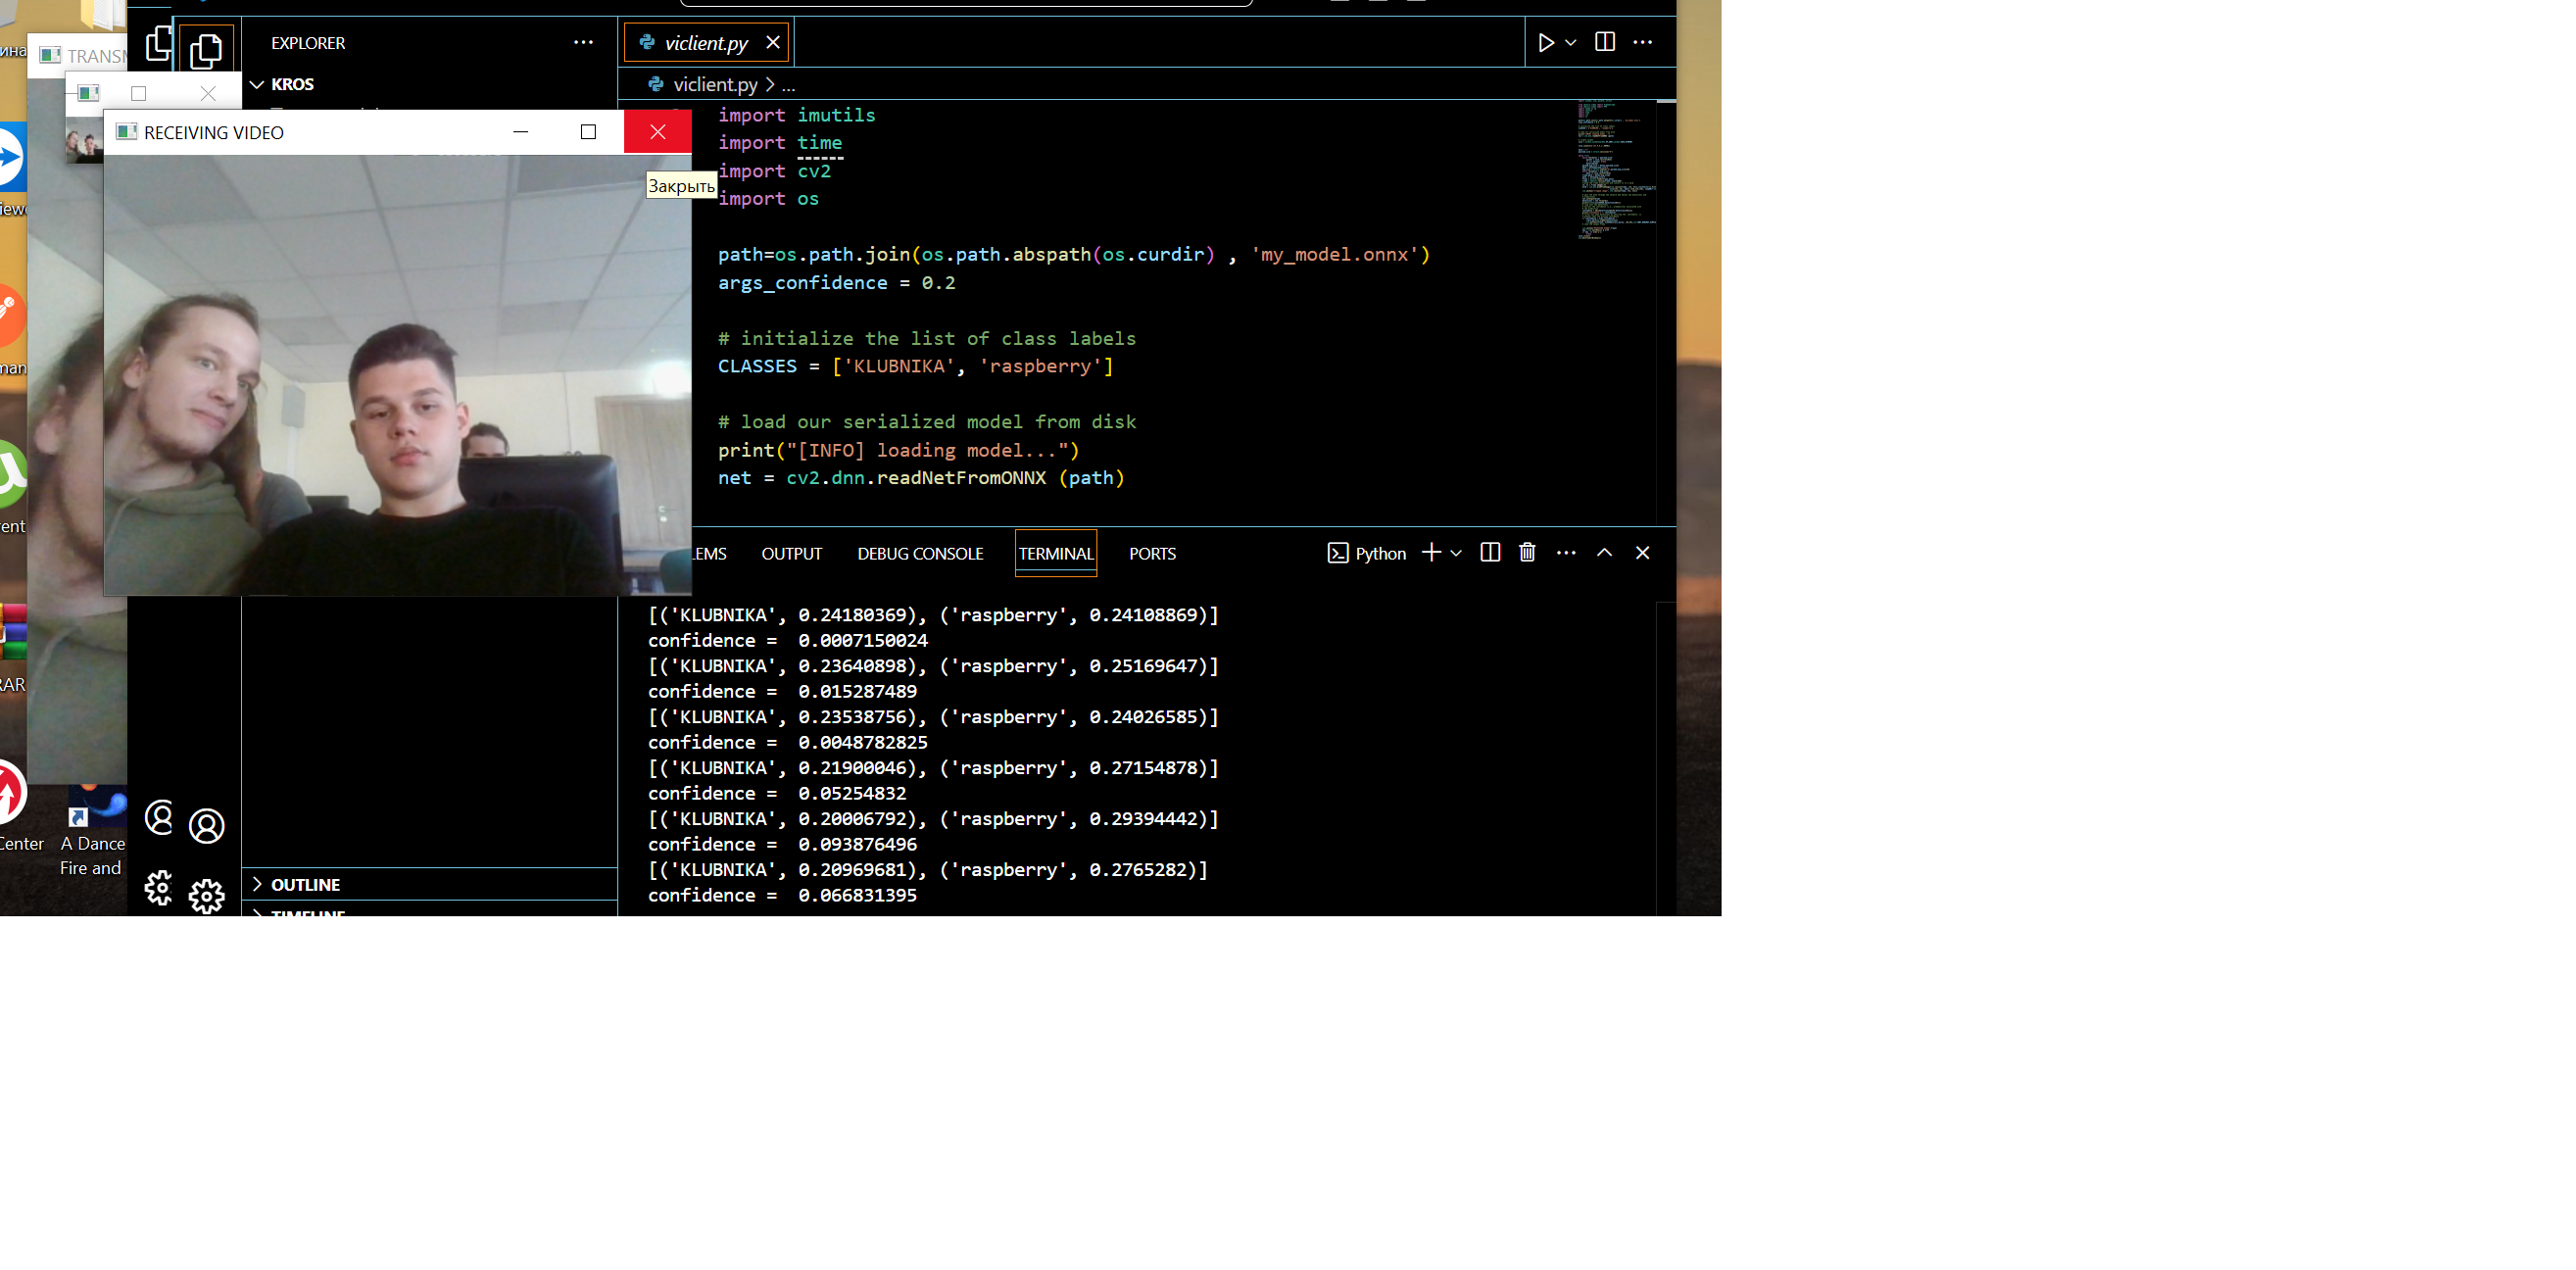 TRANSM
EXPLORER
KROS
viclient.py
viclient.py > ...
RECEIVING VIDEO
Закрыть
import imutils
import time
import cv2
import os
path=os.path.join(os.path.abspath(os.curdir) , 'my_model.onnx')
args_confidence = 0.2
# initialize the list of class labels
CLASSES = ['KLUBNIKA', 'raspberry']
# load our serialized model from disk
print("[INFO] loading model...")
net = cv2.dnn.readNetFromONNX (path)
EMS OUTPUT DEBUG CONSOLE TERMINAL PORTS Python
[('KLUBNIKA', 0.24180369), ('raspberry', 0.24108869)]
confidence =  0.0007150024
[('KLUBNIKA', 0.23640898), ('raspberry', 0.25169647)]
confidence =  0.015287489
[('KLUBNIKA', 0.23538756), ('raspberry', 0.24026585)]
confidence =  0.0048782825
[('KLUBNIKA', 0.21900046), ('raspberry', 0.27154878)]
confidence =  0.05254832
[('KLUBNIKA', 0.20006792), ('raspberry', 0.29394442)]
confidence =  0.093876496
[('KLUBNIKA', 0.20969681), ('raspberry', 0.2765282)]
confidence =  0.066831395
OUTLINE
TIMELINE
ина
iew
man
ent
RAR
Center
A Dance
Fire and